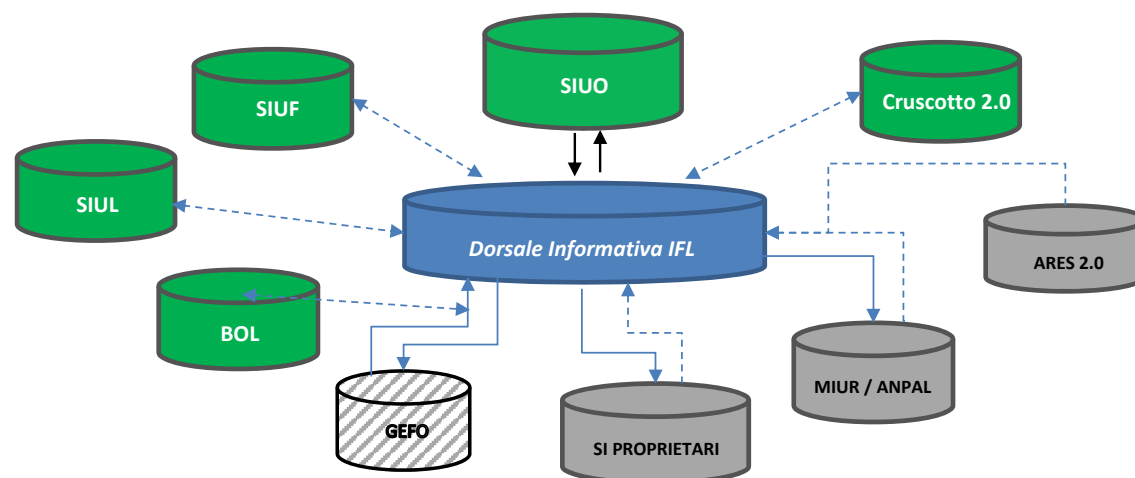 SIUO
SIUF
Cruscotto 2.0
SIUL
Dorsale Informativa IFL
ARES 2.0
BOL
MIUR / ANPAL
GEFO
SI PROPRIETARI